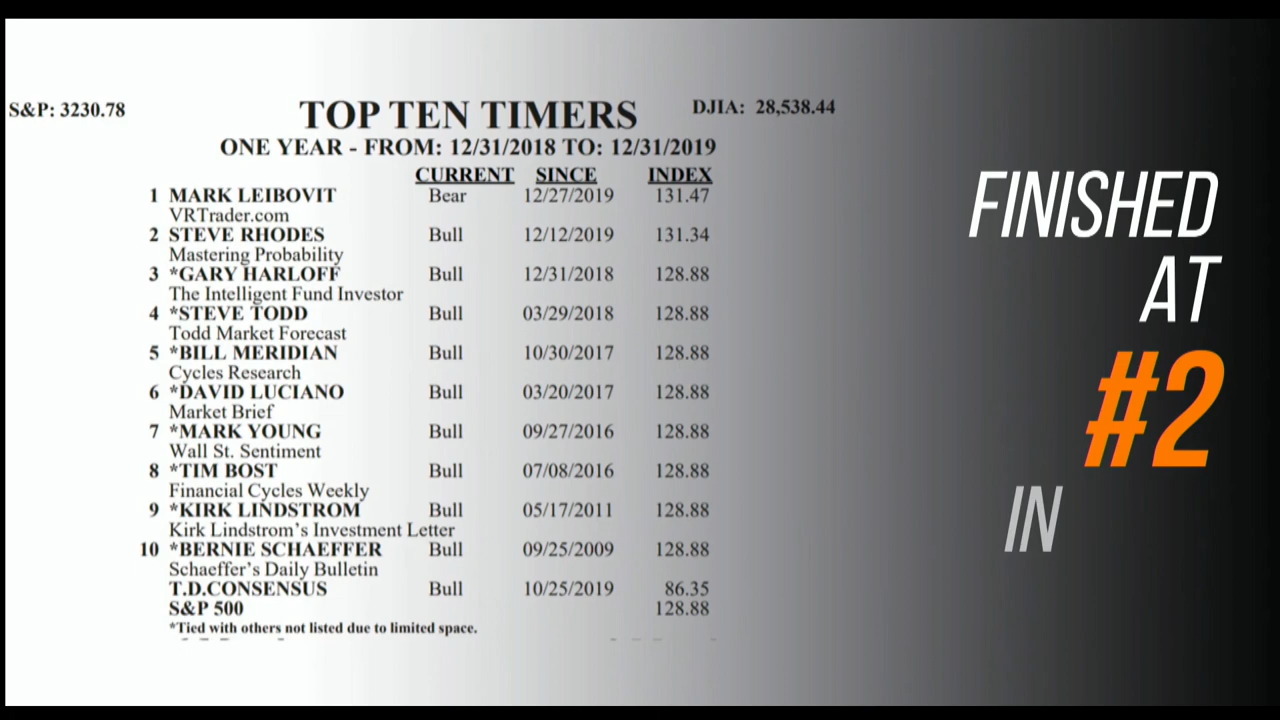 S&P: 3230.78
TOP TEN TIMERS
DJIA: 28,538.44
ONE YEAR - FROM: 12/31/2018 TO: 12/31/2019
CURRENT SINCE INDEX
1 MARK LEIBOVIT Bear 12/27/2019 131.47
VRTrader.com
2 STEVE RHODES Bull 12/12/2019 131.34
Mastering Probability
3 *GARY HARLOFF Bull 12/31/2018 128.88
The Intelligent Fund Investor
4 *STEVE TODD Bull 03/29/2018 128.88
Todd Market Forecast
5 *BILL MERIDIAN Bull 10/30/2017 128.88
Cycles Research
6 *DAVID LUCIANO Bull 03/20/2017 128.88
Market Brief
7 *MARK YOUNG Bull 09/27/2016 128.88
Wall St. Sentiment
8 *TIM BOST Bull 07/08/2016 128.88
Financial Cycles Weekly
9 *KIRK LINDSTROM Bull 05/17/2011 128.88
Kirk Lindstrom's Investment Letter
10 *BERNIE SCHAEFFER Bull 09/25/2009 128.88
Schaeffer's Daily Bulletin
T.D.CONSENSUS Bull 10/25/2019 86.35
S&P 500 128.88
*Tied with others not listed due to limited space.
FINISHED
AT
#2
IN